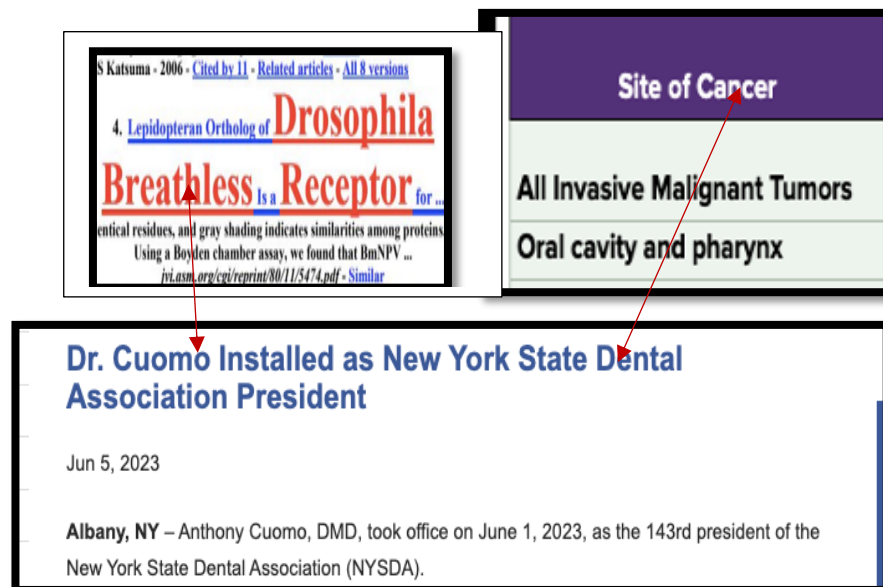 S Katsuma - 2006 - Cited by 11 - Related articles - All 8 versions
4. Lepidopteran Ortholog of Drosophila
Breathless Is a Receptor for ...
entical residues, and gray shading indicates similarities among proteins.
Using a Boyden chamber assay, we found that BmNPV ...
jvi.asm.org/cgi/reprint/80/11/5474.pdf - Similar
Site of Cancer
All Invasive Malignant Tumors
Oral cavity and pharynx
Dr. Cuomo Installed as New York State Dental
Association President
Jun 5, 2023
Albany, NY – Anthony Cuomo, DMD, took office on June 1, 2023, as the 143rd president of the
New York State Dental Association (NYSDA).